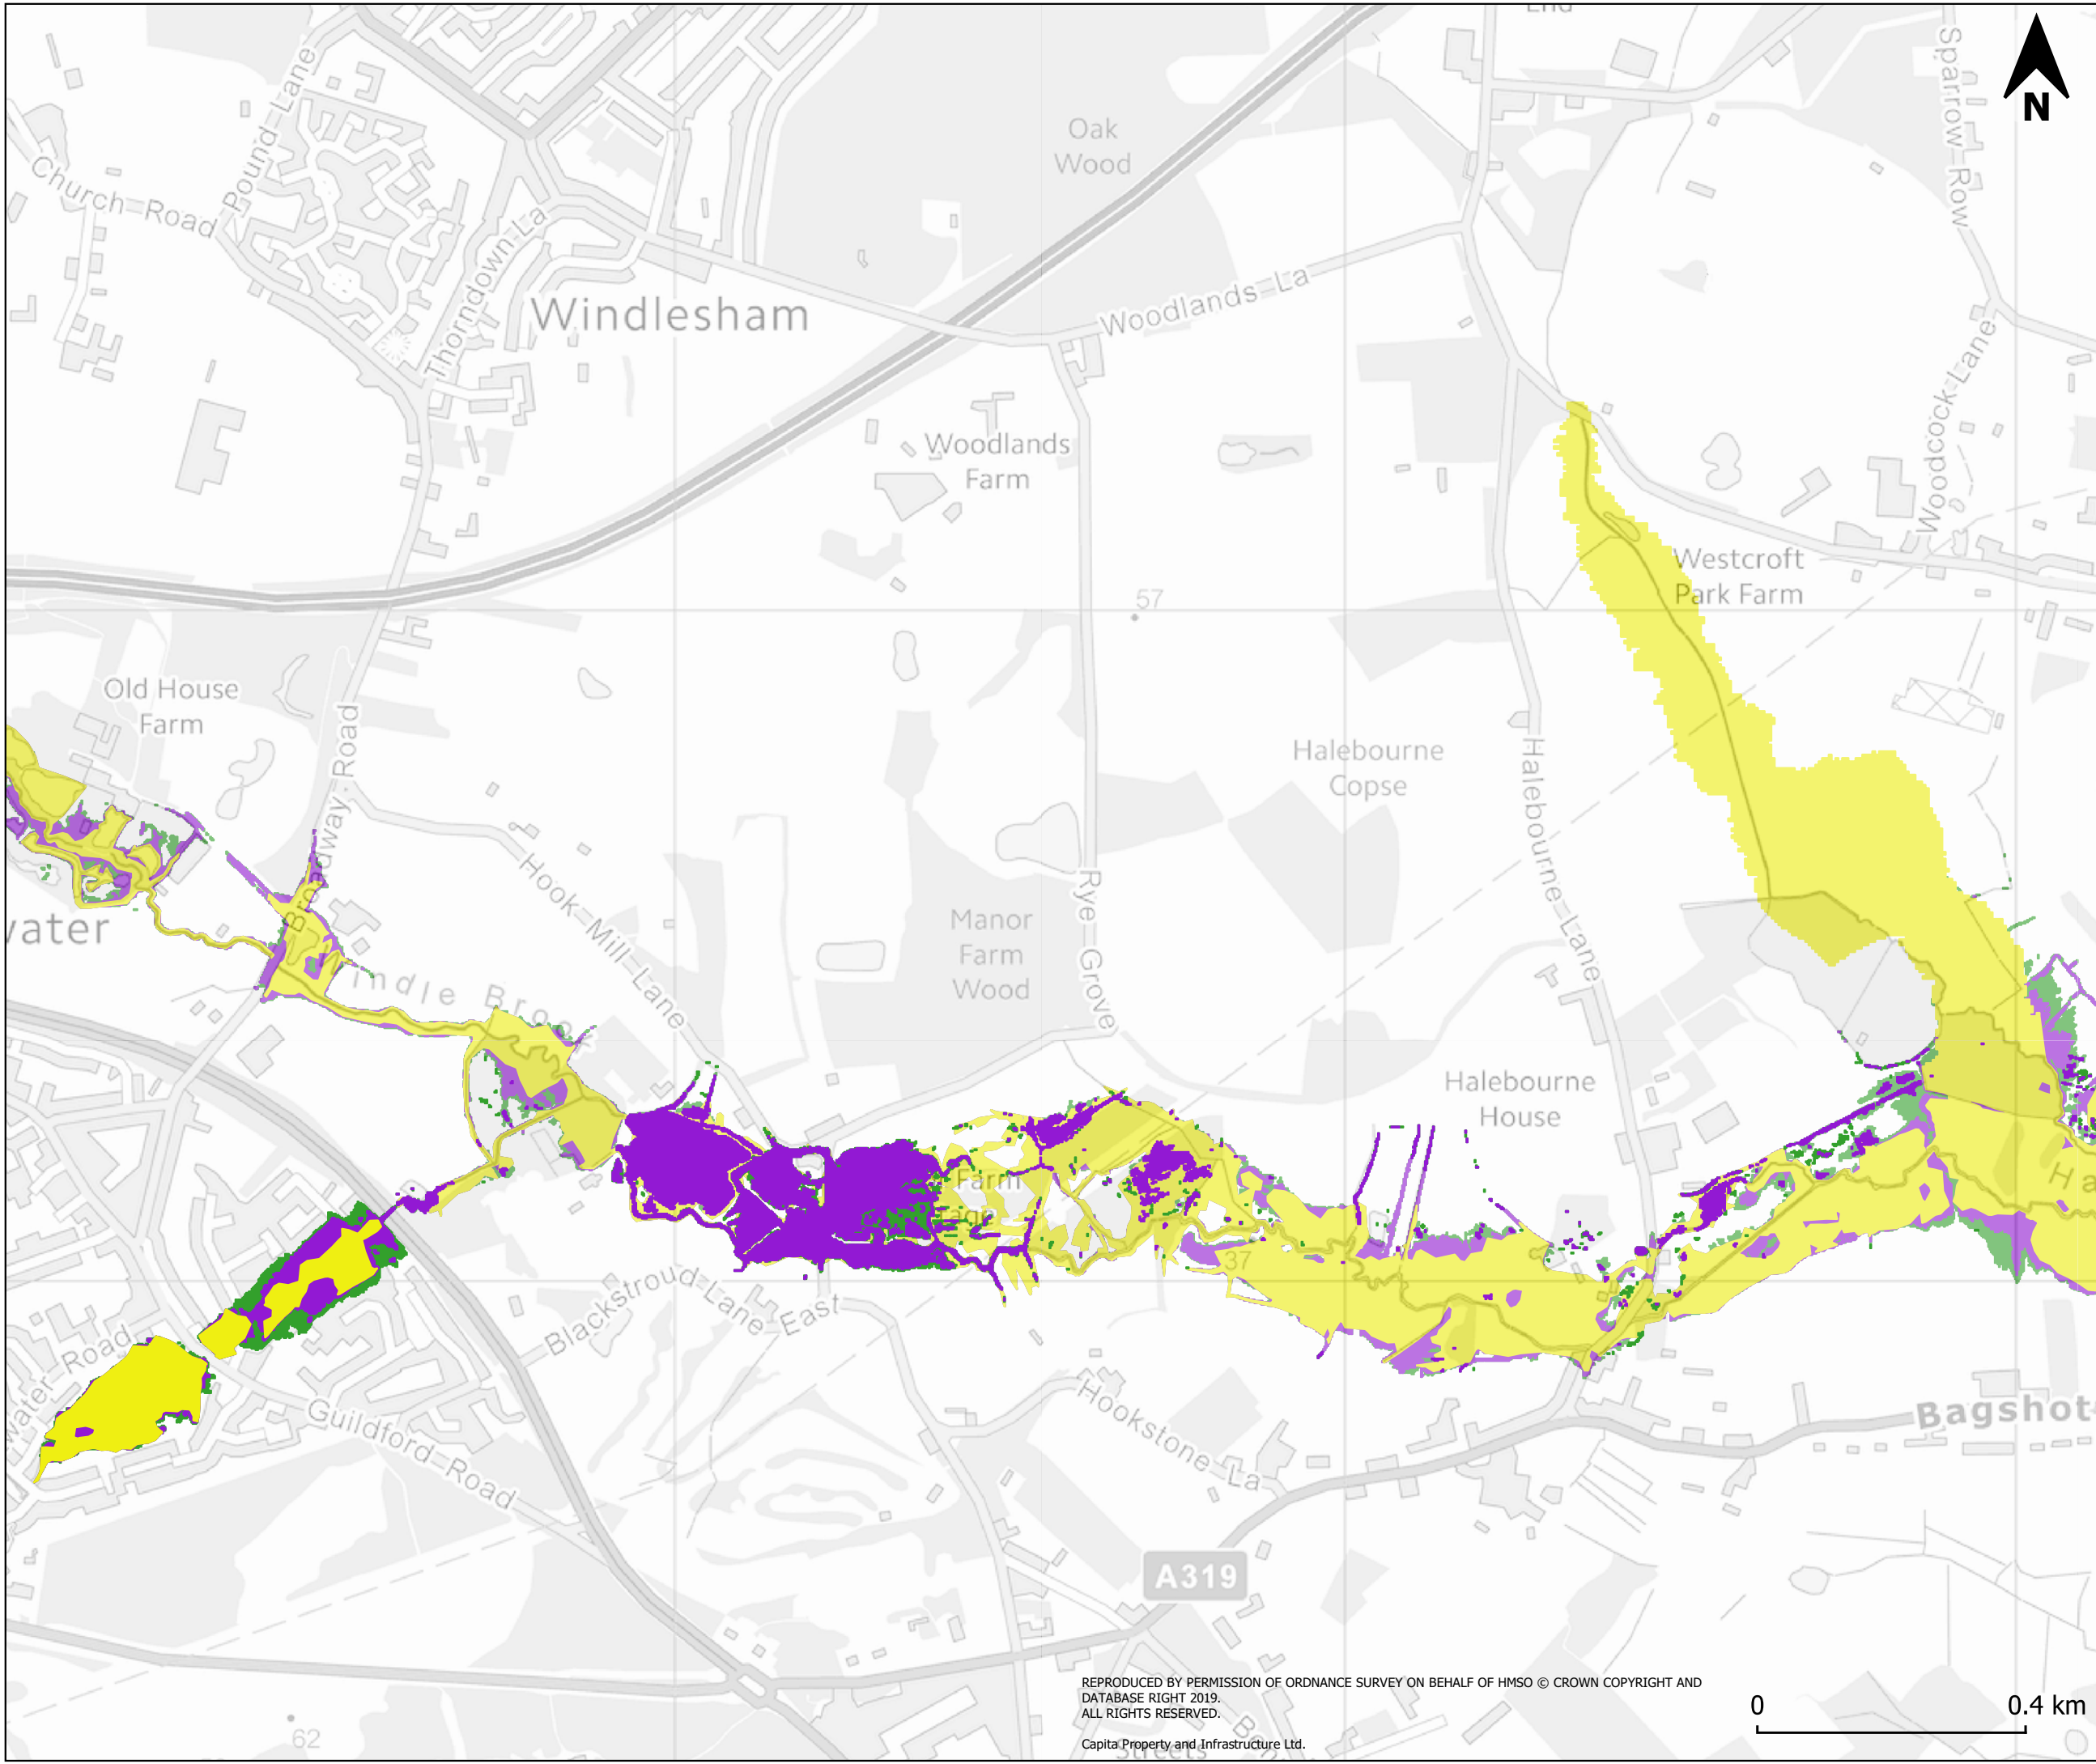 N
Sparrow Row
Oak
Wood
Pound Lane
Church Road
Thorndown La
Windlesham
Woodlands La
Woodcock Lane
Woodlands
Farm
Westcroft
Park Farm
57
Old House
Farm
Broadway Road
Halebourne
Copse
Halebourne Lane
Hook Mill Lane
Rye Grove
Manor
Farm
Wood
indle Brook
Halebourne
House
Farm
37
Blackstroud Lane East
Guildford Road
Hookstone La
Bagshot
A319
62
REPRODUCED BY PERMISSION OF ORDNANCE SURVEY ON BEHALF OF HMSO © CROWN COPYRIGHT AND
DATABASE RIGHT 2019.
ALL RIGHTS RESERVED.
Capita Property and Infrastructure Ltd.
0 0.4 km